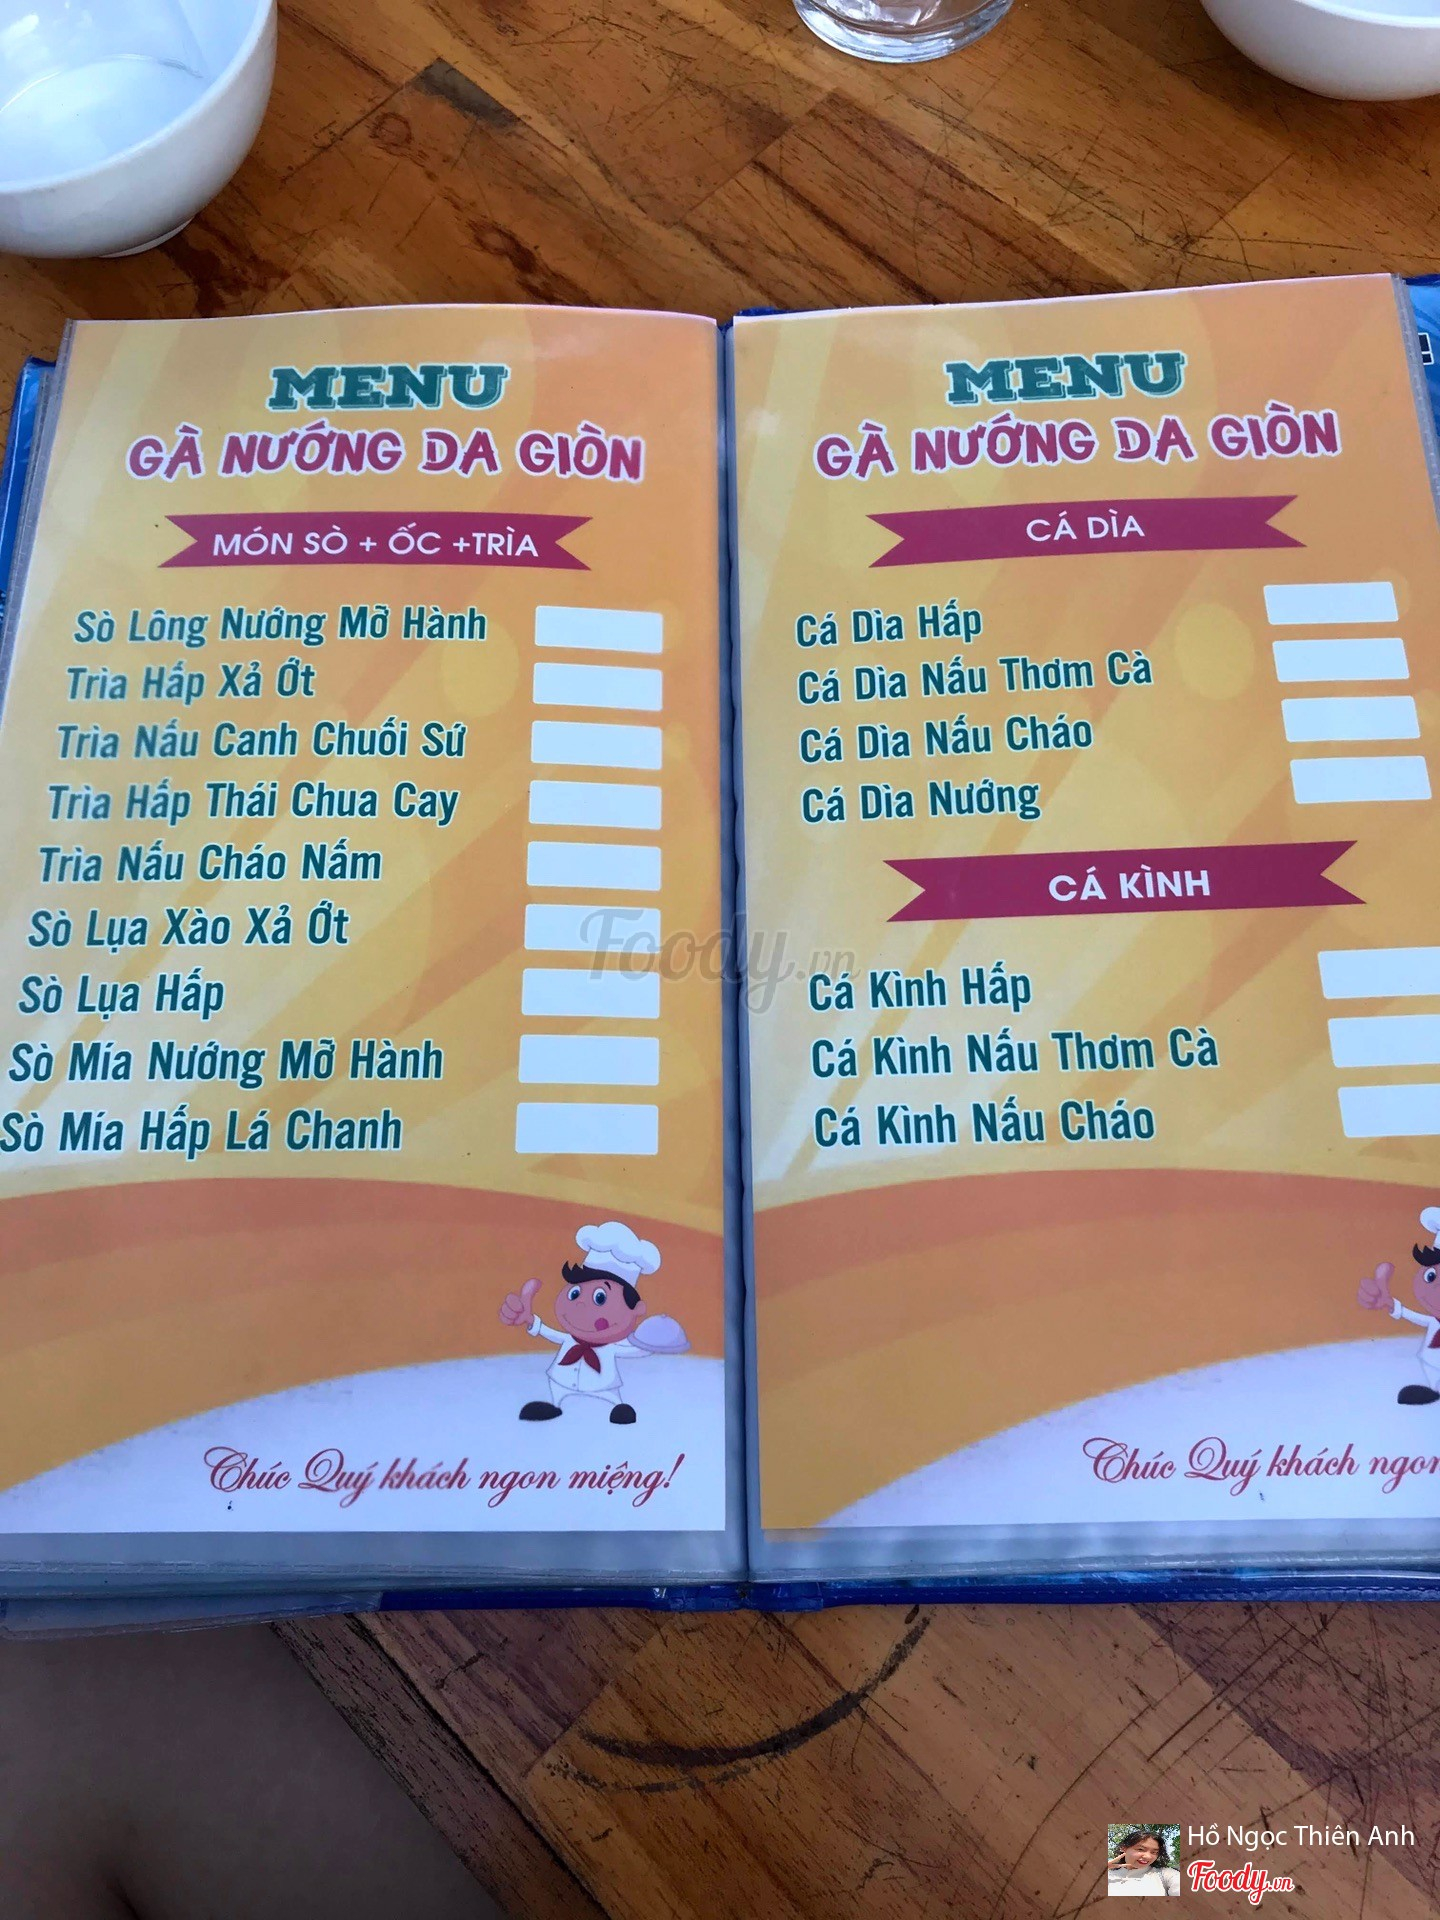 MENU
GÀ NƯỚNG DA GIÒN
MÓN SÒ + ỐC +TRÌA
Sò Lông Nướng Mỡ Hành
Trìa Hấp Xả Ớt
Trìa Nấu Canh Chuối Sứ
Trìa Hấp Thái Chua Cay
Trìa Nấu Cháo Nấm
Sò Lụa Xào Xả Ớt
Sò Lụa Hấp
Sò Mía Nướng Mỡ Hành
Sò Mía Hấp Lá Chanh
Chúc Quý khách ngon miệng!
MENU
GÀ NƯỚNG DA GIÒN
CÁ DÌA
Cá Dìa Hấp
Cá Dìa Nấu Thơm Cà
Cá Dìa Nấu Cháo
Cá Dìa Nướng
CÁ KÌNH
Cá Kình Hấp
Cá Kình Nấu Thơm Cà
Cá Kình Nấu Cháo
Chúc Quý khách ngon
Foody.vn
Hồ Ngọc Thiên Anh
Foody.vn